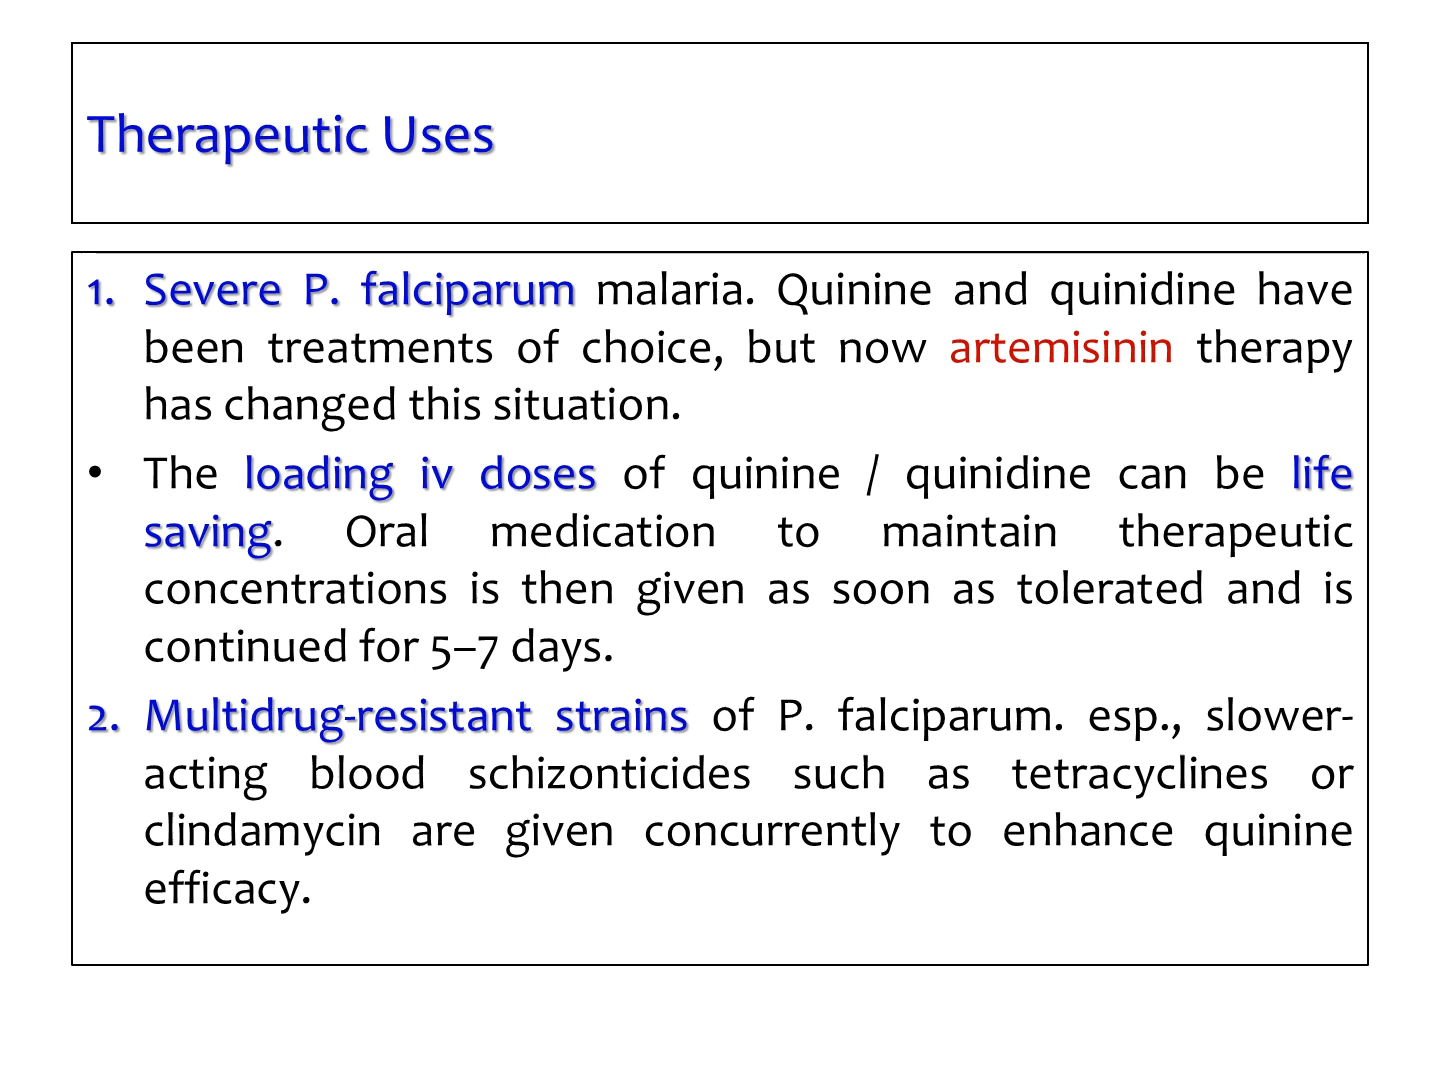 Therapeutic Uses
1. Severe P. falciparum malaria. Quinine and quinidine have
been treatments of choice, but now artemisinin therapy
has changed this situation.
• The loading iv doses of quinine / quinidine can be life
saving. Oral medication to maintain therapeutic
concentrations is then given as soon as tolerated and is
continued for 5–7 days.
2. Multidrug-resistant strains of P. falciparum. esp., slower-
acting blood schizonticides such as tetracyclines or
clindamycin are given concurrently to enhance quinine
efficacy.